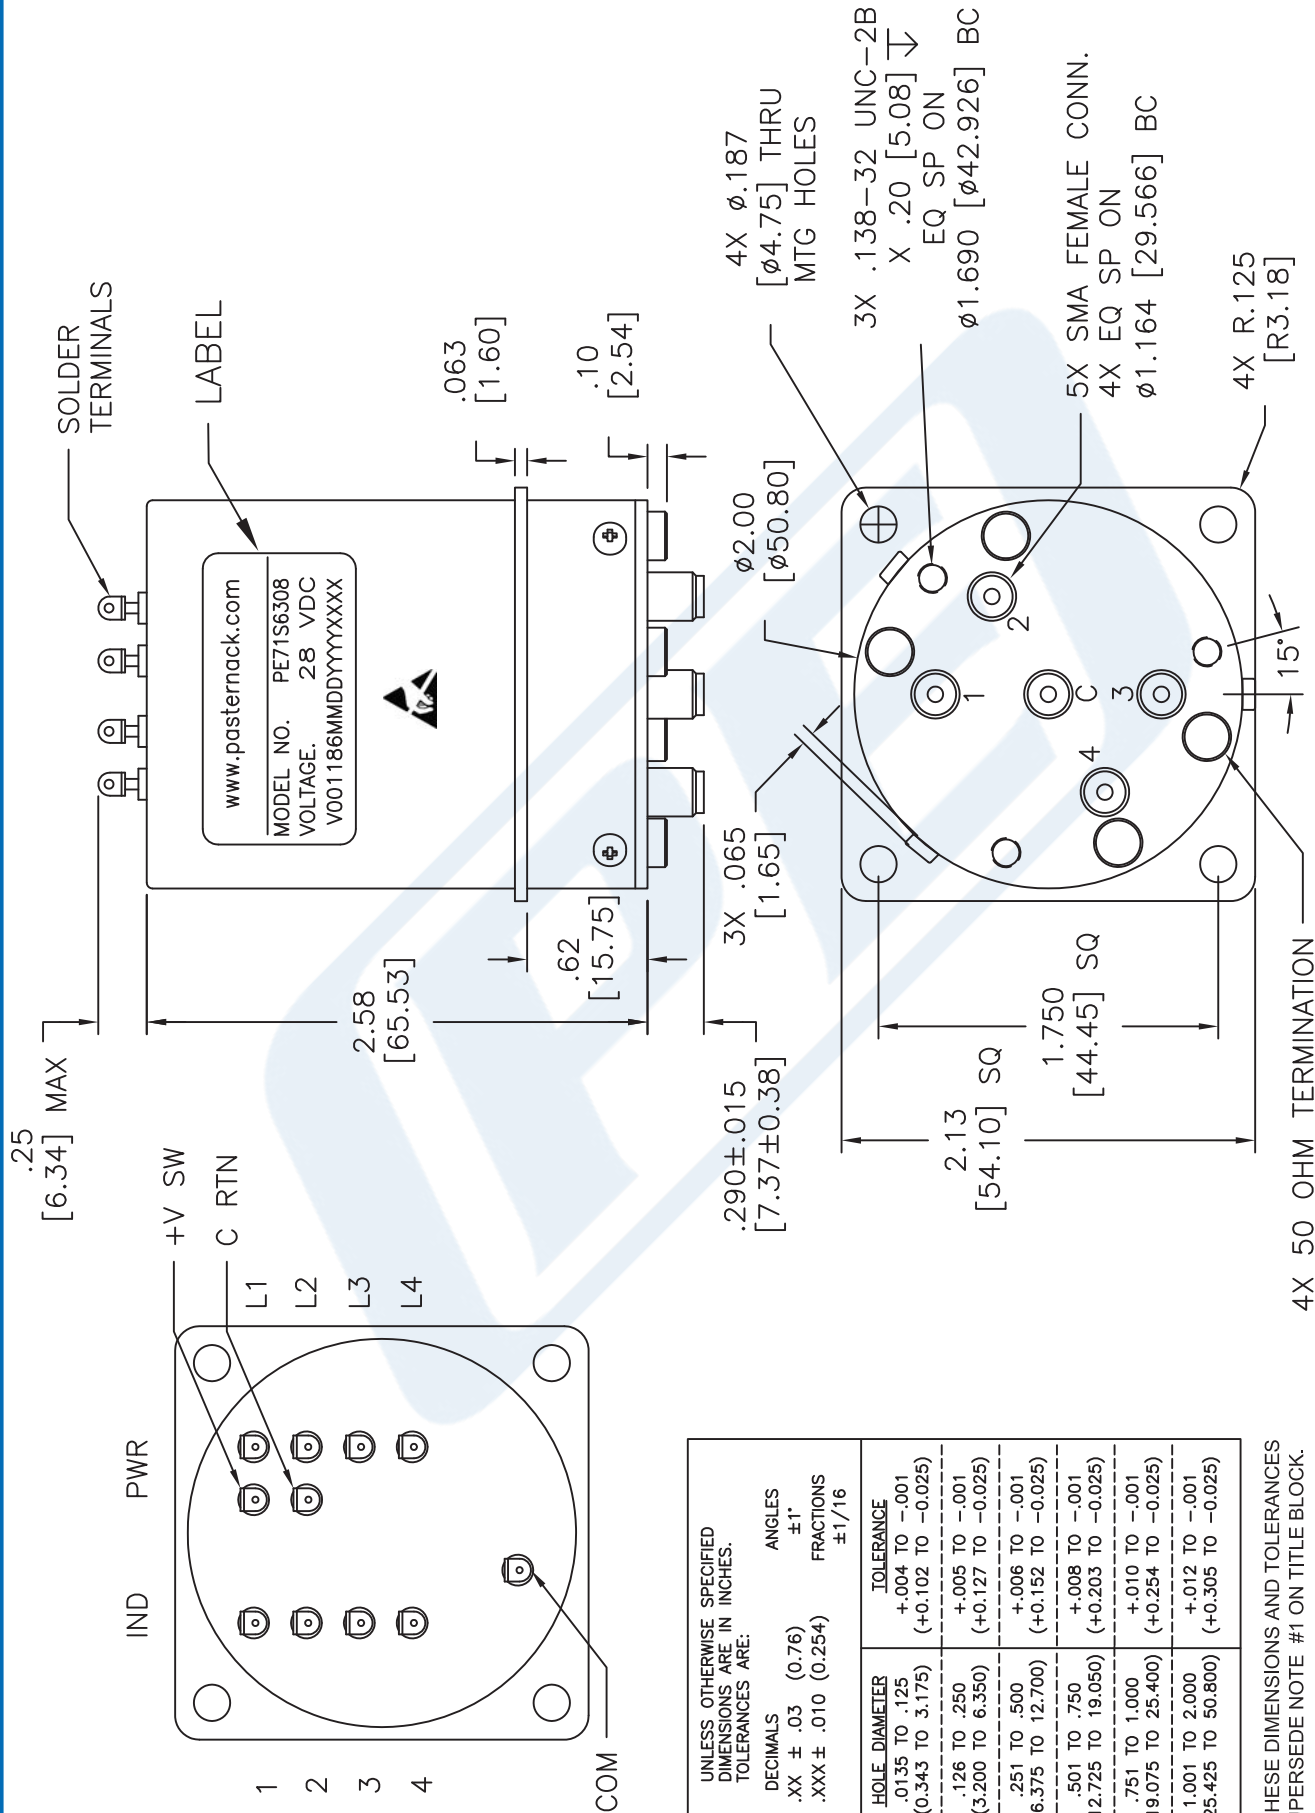 .25
[6.34] MAX
SOLDER
TERMINALS
LABEL
www.pasternack.com
MODEL NO. PE71S6308
VOLTAGE. 28 VDC
V001186MMDDYYYYXXXX
2.58
[65.53]
.063
[1.60]
.62
[15.75]
.10
[2.54]
.290±.015
[7.37±0.38]
IND
PWR
+V SW
C RTN
1
2
3
4
L1
L2
L3
L4
COM
4X ø.187
[ø4.75] THRU
MTG HOLES
3X .138-32 UNC-2B
X .20 [5.08] ↧
EQ SP ON
ø1.690 [ø42.926] BC
5X SMA FEMALE CONN.
4X EQ SP ON
ø1.164 [29.566] BC
4X R.125
[R3.18]
ø2.00
[ø50.80]
3X .065
[1.65]
1
2
C
3
4
15°
2.13
[54.10] SQ
1.750
[44.45] SQ
4X 50 OHM TERMINATION
UNLESS OTHERWISE SPECIFIED
DIMENSIONS ARE IN INCHES.
TOLERANCES ARE:
DECIMALS ANGLES
.XX ± .03 (0.76) ±1°
.XXX ± .010 (0.254) FRACTIONS
±1/16
HOLE DIAMETER TOLERANCE
.0135 TO .125 +.004 TO -.001
(0.343 TO 3.175) (+0.102 TO -0.025)
.126 TO .250 +.005 TO -.001
(3.200 TO 6.350) (+0.127 TO -0.025)
.251 TO .500 +.006 TO -.001
6.375 TO 12.700) (+0.152 TO -0.025)
.501 TO .750 +.008 TO -.001
12.725 TO 19.050) (+0.203 TO -0.025)
.751 TO 1.000 +.010 TO -.001
19.075 TO 25.400) (+0.254 TO -0.025)
1.001 TO 2.000 +.012 TO -.001
25.425 TO 50.800) (+0.305 TO -0.025)
HESE DIMENSIONS AND TOLERANCES
PERSEDE NOTE #1 ON TITLE BLOCK.
PE